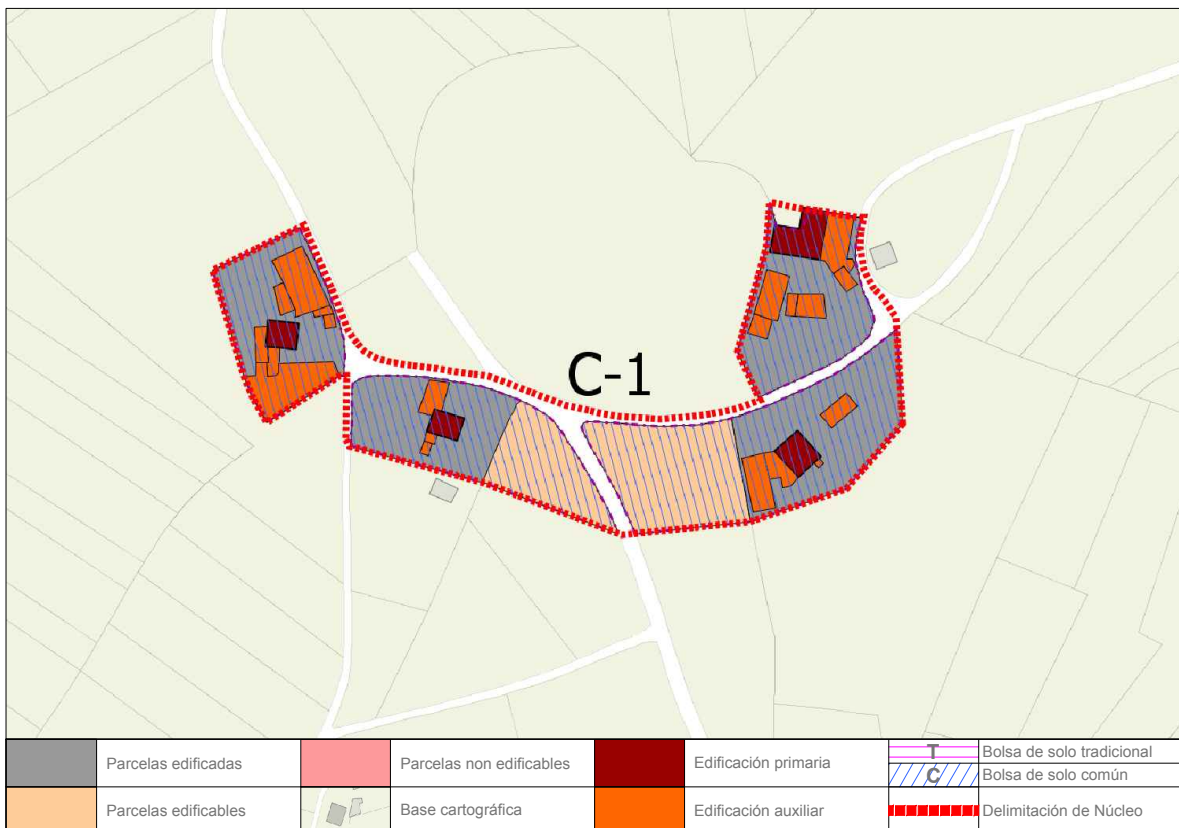 C-1
Parcelas edificadas
Parcelas non edificables
Edificación primaria
T
Bolsa de solo tradicional
C
Bolsa de solo común
Parcelas edificables
Base cartográfica
Edificación auxiliar
Delimitación de Núcleo